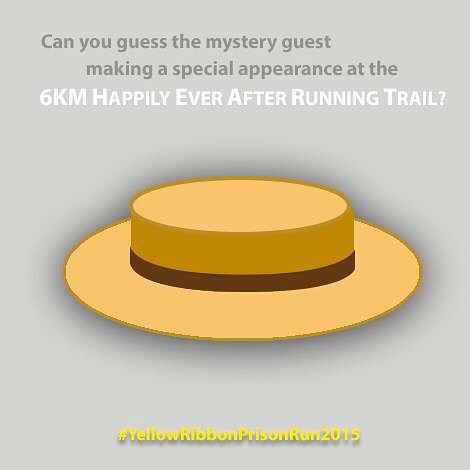 Can you guess the mystery guest
making a special appearance at the
6KM HAPPILY EVER AFTER RUNNING TRAIL?
#YellowRibbonPrisonRun2015